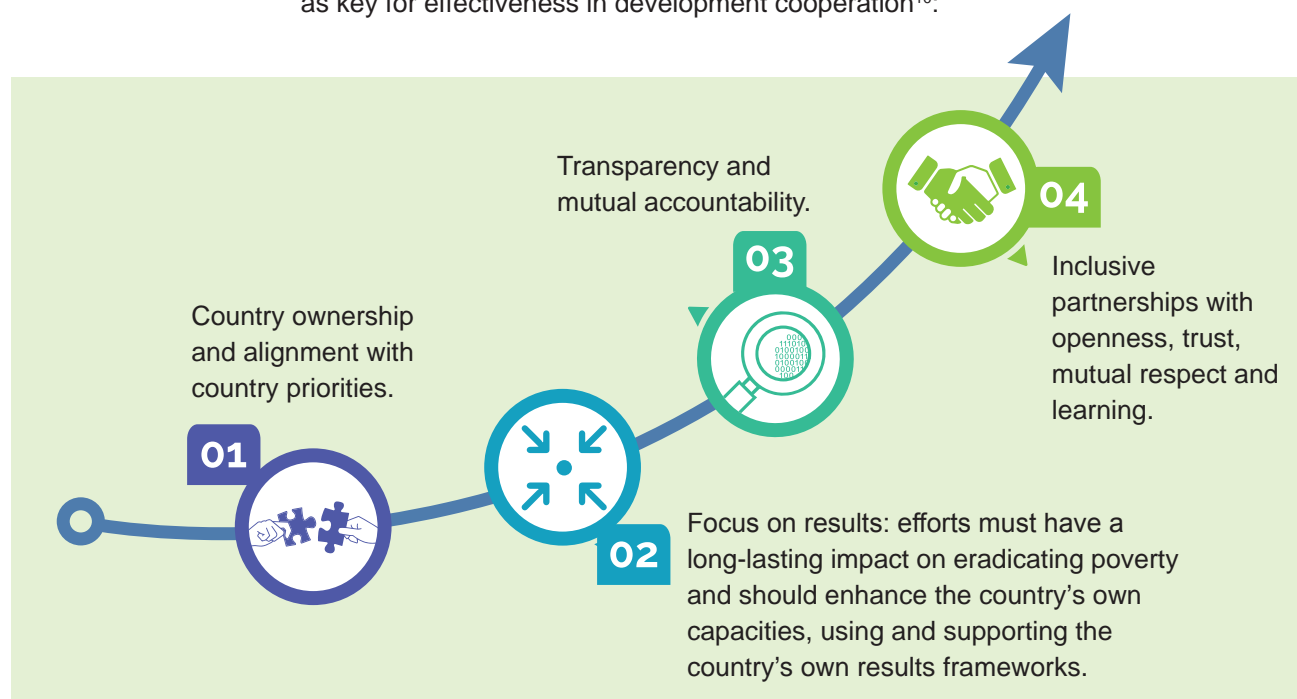 as key for effectiveness in development cooperation¹⁰:
01
Country ownership
and alignment with
country priorities.
02
Focus on results: efforts must have a
long-lasting impact on eradicating poverty
and should enhance the country’s own
capacities, using and supporting the
country’s own results frameworks.
03
Transparency and
mutual accountability.
04
Inclusive
partnerships with
openness, trust,
mutual respect and
learning.